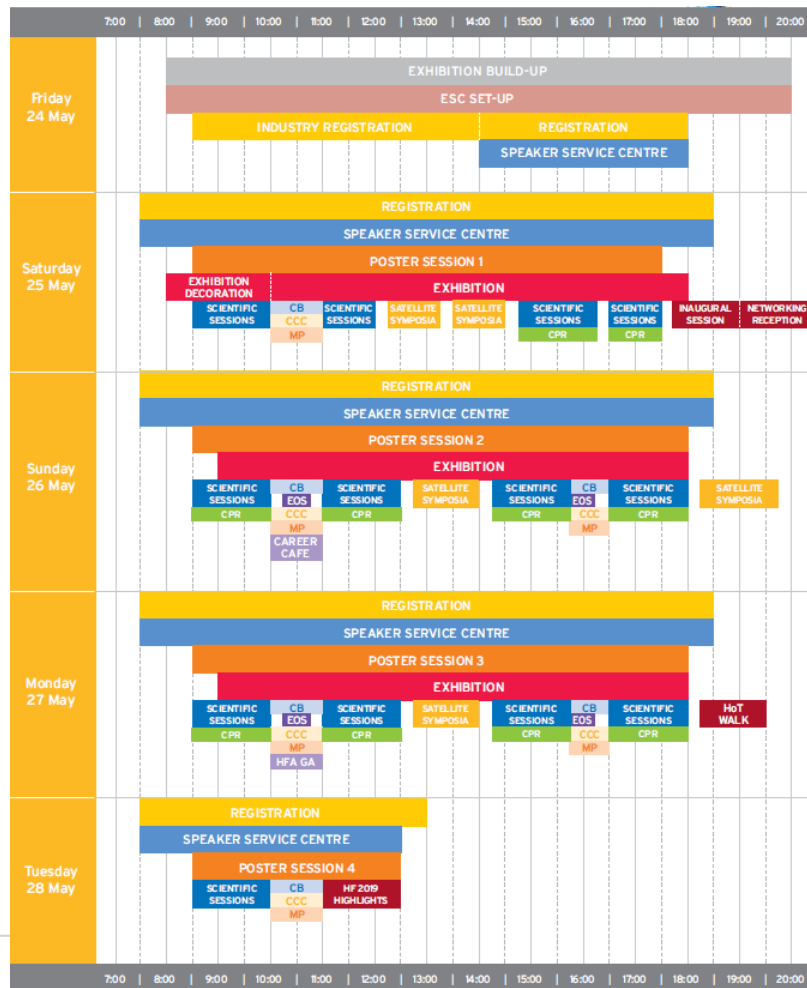 7:00 | 8:00 | 9:00 | 10:00 | 11:00 | 12:00 | 13:00 | 14:00 | 15:00 | 16:00 | 17:00 | 18:00 | 19:00 | 20:00
Friday
24 May
EXHIBITION BUILD-UP
ESC SET-UP
INDUSTRY REGISTRATION REGISTRATION
SPEAKER SERVICE CENTRE
Saturday
25 May
REGISTRATION
SPEAKER SERVICE CENTRE
POSTER SESSION 1
EXHIBITION
DECORATION
EXHIBITION
SCIENTIFIC
SESSIONS
CB
CCC
MP
SCIENTIFIC
SESSIONS
SATELLITE
SYMPOSIA
SATELLITE
SYMPOSIA
SCIENTIFIC
SESSIONS
CPR
SCIENTIFIC
SESSIONS
CPR
INAUGURAL
SESSION
NETWORKING
RECEPTION
Sunday
26 May
REGISTRATION
SPEAKER SERVICE CENTRE
POSTER SESSION 2
EXHIBITION
SCIENTIFIC
SESSIONS
CPR
CB
EOS
CCC
MP
CAREER
CAFE
SCIENTIFIC
SESSIONS
CPR
SATELLITE
SYMPOSIA
SCIENTIFIC
SESSIONS
CPR
CB
EOS
CCC
MP
SCIENTIFIC
SESSIONS
CPR
SATELLITE
SYMPOSIA
Monday
27 May
REGISTRATION
SPEAKER SERVICE CENTRE
POSTER SESSION 3
EXHIBITION
SCIENTIFIC
SESSIONS
CPR
CB
EOS
CCC
MP
HFA GA
SCIENTIFIC
SESSIONS
CPR
SATELLITE
SYMPOSIA
SCIENTIFIC
SESSIONS
CPR
CB
EOS
CCC
MP
SCIENTIFIC
SESSIONS
CPR
HoT
WALK
Tuesday
28 May
REGISTRATION
SPEAKER SERVICE CENTRE
POSTER SESSION 4
SCIENTIFIC
SESSIONS
CB
CCC
MP
HF 2019
HIGHLIGHTS
7:00 | 8:00 | 9:00 | 10:00 | 11:00 | 12:00 | 13:00 | 14:00 | 15:00 | 16:00 | 17:00 | 18:00 | 19:00 | 20:00